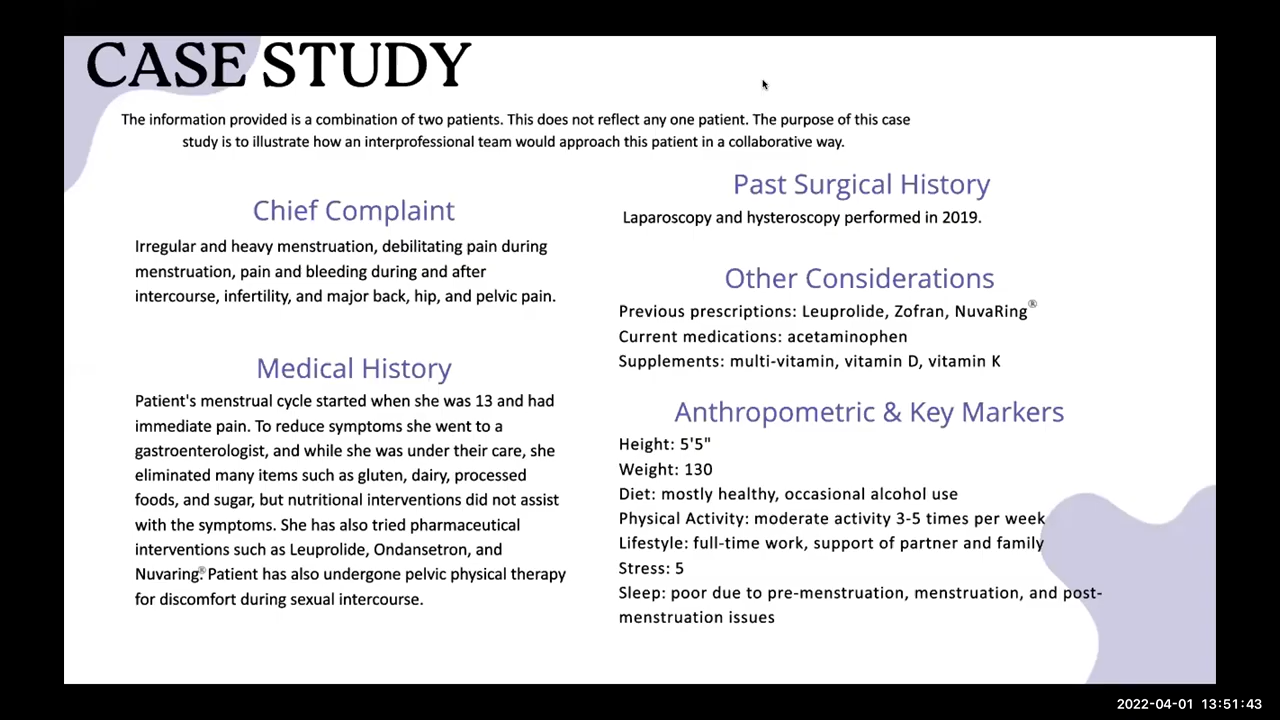 CASE STUDY
The information provided is a combination of two patients. This does not reflect any one patient. The purpose of this case
study is to illustrate how an interprofessional team would approach this patient in a collaborative way.
Chief Complaint
Irregular and heavy menstruation, debilitating pain during
menstruation, pain and bleeding during and after
intercourse, infertility, and major back, hip, and pelvic pain.
Medical History
Patient's menstrual cycle started when she was 13 and had
immediate pain. To reduce symptoms she went to a
gastroenterologist, and while she was under their care, she
eliminated many items such as gluten, dairy, processed
foods, and sugar, but nutritional interventions did not assist
with the symptoms. She has also tried pharmaceutical
interventions such as Leuprolide, Ondansetron, and
Nuvaring.® Patient has also undergone pelvic physical therapy
for discomfort during sexual intercourse.
Past Surgical History
Laparoscopy and hysteroscopy performed in 2019.
Other Considerations
Previous prescriptions: Leuprolide, Zofran, NuvaRing®
Current medications: acetaminophen
Supplements: multi-vitamin, vitamin D, vitamin K
Anthropometric & Key Markers
Height: 5'5"
Weight: 130
Diet: mostly healthy, occasional alcohol use
Physical Activity: moderate activity 3-5 times per week
Lifestyle: full-time work, support of partner and family
Stress: 5
Sleep: poor due to pre-menstruation, menstruation, and post-
menstruation issues
2022-04-01 13:51:43